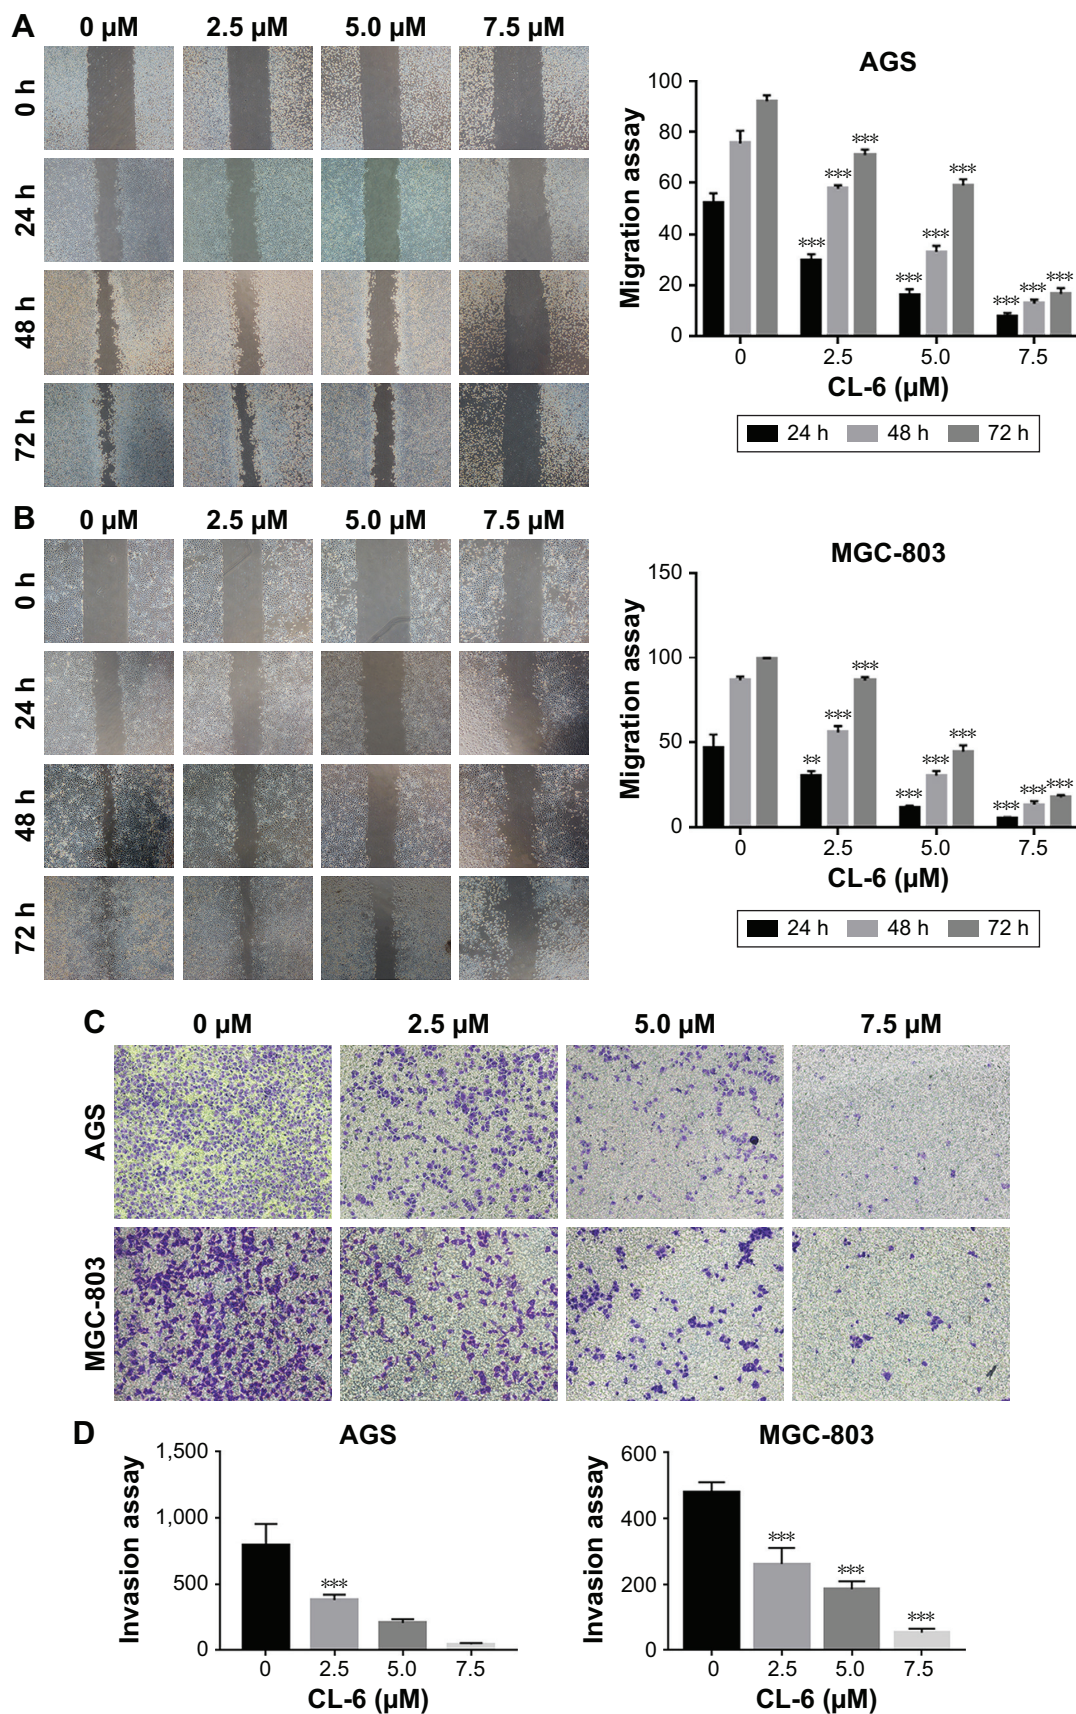 A
0 µM 2.5 µM 5.0 µM 7.5 µM
0 h
24 h
48 h
72 h
AGS
Migration assay
100
80
60
40
20
0
*** *** ***
*** *** ***
*** *** ***
0 2.5 5.0 7.5
CL-6 (µM)
24 h 48 h 72 h
B
0 µM 2.5 µM 5.0 µM 7.5 µM
0 h
24 h
48 h
72 h
MGC-803
Migration assay
150
100
50
0
** *** ***
*** *** ***
*** *** ***
0 2.5 5.0 7.5
CL-6 (µM)
24 h 48 h 72 h
C
0 µM 2.5 µM 5.0 µM 7.5 µM
AGS
MGC-803
D
AGS
Invasion assay
1,500
1,000
500
0
***
0 2.5 5.0 7.5
CL-6 (µM)
MGC-803
Invasion assay
600
400
200
0
***
***
***
0 2.5 5.0 7.5
CL-6 (µM)